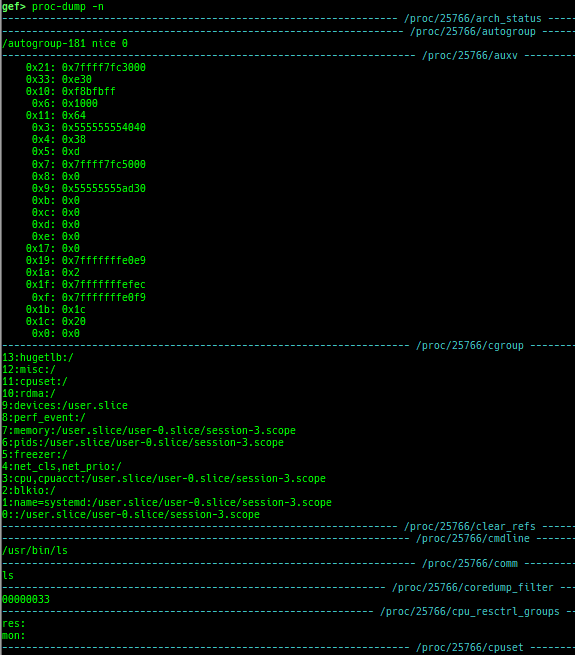 gef> proc-dump -n
------------------------------------------------------------------ /proc/25766/arch_status ------
------------------------------------------------------------------- /proc/25766/autogroup -------
/autogroup-181 nice 0
--------------------------------------------------------------------- /proc/25766/auxv ----------
0x21: 0x7ffff7fc3000
0x33: 0xe30
0x10: 0xf8bfbff
0x6: 0x1000
0x11: 0x64
0x3: 0x555555554040
0x4: 0x38
0x5: 0xd
0x7: 0x7ffff7fc5000
0x8: 0x0
0x9: 0x55555555ad30
0xb: 0x0
0xc: 0x0
0xd: 0x0
0xe: 0x0
0x17: 0x0
0x19: 0x7fffffffe0e9
0x1a: 0x2
0x1f: 0x7fffffffefec
0xf: 0x7fffffffe0f9
0x1b: 0x1c
0x1c: 0x20
0x0: 0x0
-------------------------------------------------------------------- /proc/25766/cgroup ---------
13:hugetlb:/
12:misc:/
11:cpuset:/
10:rdma:/
9:devices:/user.slice
8:perf_event:/
7:memory:/user.slice/user-0.slice/session-3.scope
6:pids:/user.slice/user-0.slice/session-3.scope
5:freezer:/
4:net_cls,net_prio:/
3:cpu,cpuacct:/user.slice/user-0.slice/session-3.scope
2:blkio:/
1:name=systemd:/user.slice/user-0.slice/session-3.scope
0::/user.slice/user-0.slice/session-3.scope
------------------------------------------------------------------ /proc/25766/clear_refs -------
-------------------------------------------------------------------- /proc/25766/cmdline --------
/usr/bin/ls
--------------------------------------------------------------------- /proc/25766/comm ----------
ls
---------------------------------------------------------------- /proc/25766/coredump_filter ----
00000033
-------------------------------------------------------------- /proc/25766/cpu_resctrl_groups ---
res:
mon:
-------------------------------------------------------------------- /proc/25766/cpuset ---------